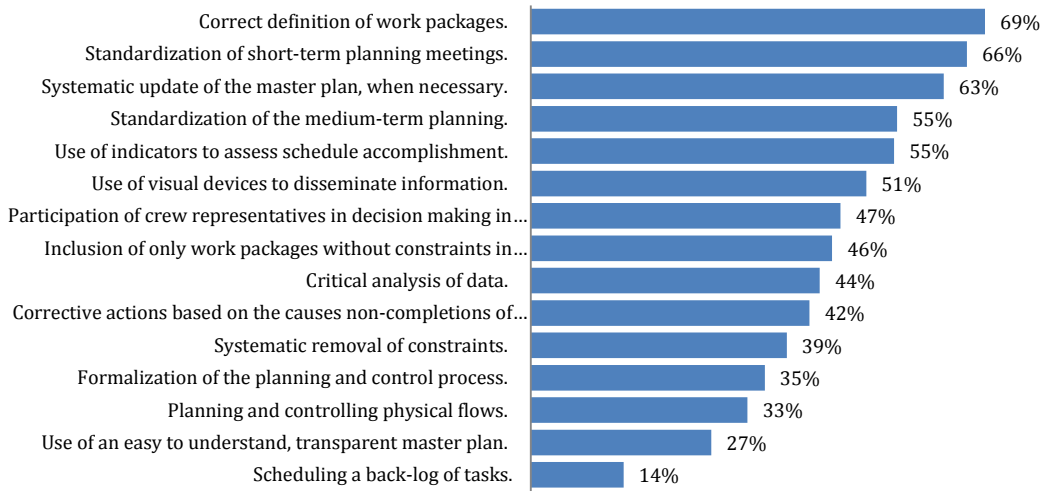 Correct definition of work packages. 69%
Standardization of short-term planning meetings. 66%
Systematic update of the master plan, when necessary. 63%
Standardization of the medium-term planning. 55%
Use of indicators to assess schedule accomplishment. 55%
Use of visual devices to disseminate information. 51%
Participation of crew representatives in decision making in… 47%
Inclusion of only work packages without constraints in… 46%
Critical analysis of data. 44%
Corrective actions based on the causes non-completions of… 42%
Systematic removal of constraints. 39%
Formalization of the planning and control process. 35%
Planning and controlling physical flows. 33%
Use of an easy to understand, transparent master plan. 27%
Scheduling a back-log of tasks. 14%